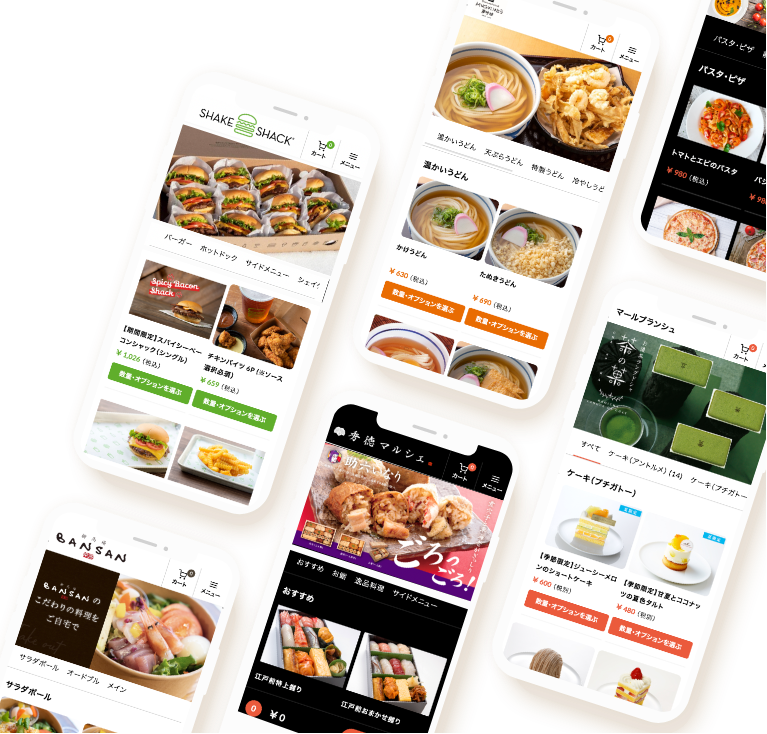 SHAKE SHACK
0
カート
メニュー
バーガー ホットドック サイドメニュー シェイク
Spicy Bacon
Shack
【期間限定】スパイシーベー
コンシャック (シングル)
¥ 1,026 (税込)
数量・オプションを選ぶ
チキンバイツ 6P (※ソース
選択必須)
¥ 659 (税込)
数量・オプションを選ぶ
0
カート
メニュー
温かいうどん 天ぷらうどん 特製うどん 冷やしうど
温かいうどん
かけうどん
¥ 630 (税込)
数量・オプションを選ぶ
たぬきうどん
¥ 690 (税込)
数量・オプションを選ぶ
パスタ・ピザ
パスタ・ピザ
トマトとエビのパスタ
¥ 980 (税込)
¥ 98
マールブランシュ
0
カート
お濃茶ラングドシャ
茶の菓
すべて ケーキ(アントルメ) (14) ケーキ(プチガトー
ケーキ(プチガトー)
【季節限定】ジューシーメロ
ンのショートケーキ
¥ 600 (税別)
数量・オプションを選ぶ
【季節限定】甘夏とココナッ
ツの夏色タルト
¥ 480 (税別)
数量・オプションを選ぶ
BANSAN
0
カート
メニュー
BANSANの
こだわりの料理を
ご自宅で
サラダボール オードブル メイン
サラダボール
秀徳マルシェ
0
カート
メニュー
助六いなり
ごろっ
ごろ!
おすすめ お鮨 逸品料理 サイドメニュー
おすすめ
江戸前特上握り
江戸前おまかせ握り
0
¥ 0